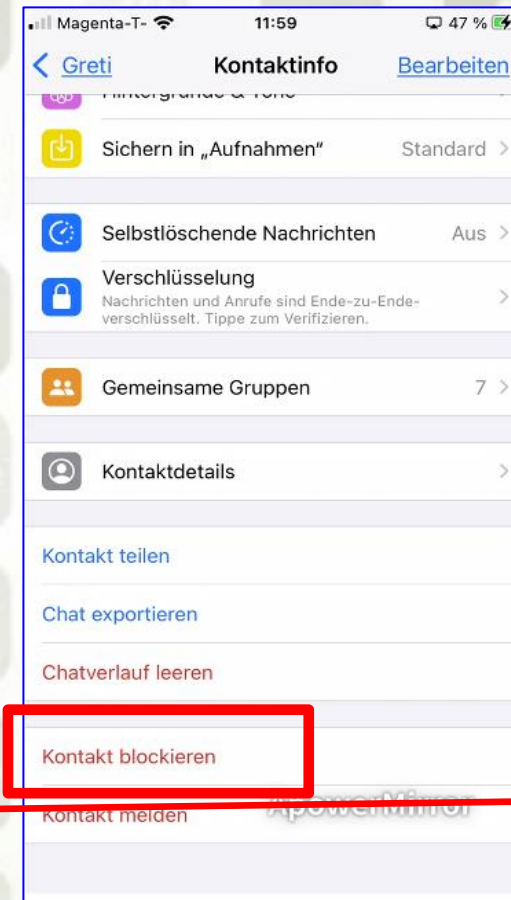 Magenta-T- 11:59 47 %
Greti Kontaktinfo Bearbeiten
Hintergründe & Töne
Sichern in „Aufnahmen“ Standard
Selbstlöschende Nachrichten Aus
Verschlüsselung
Nachrichten und Anrufe sind Ende-zu-Ende-
verschlüsselt. Tippe zum Verifizieren.
Gemeinsame Gruppen 7
Kontaktdetails
Kontakt teilen
Chat exportieren
Chatverlauf leeren
Kontakt blockieren
Kontakt melden
ApowerMirror